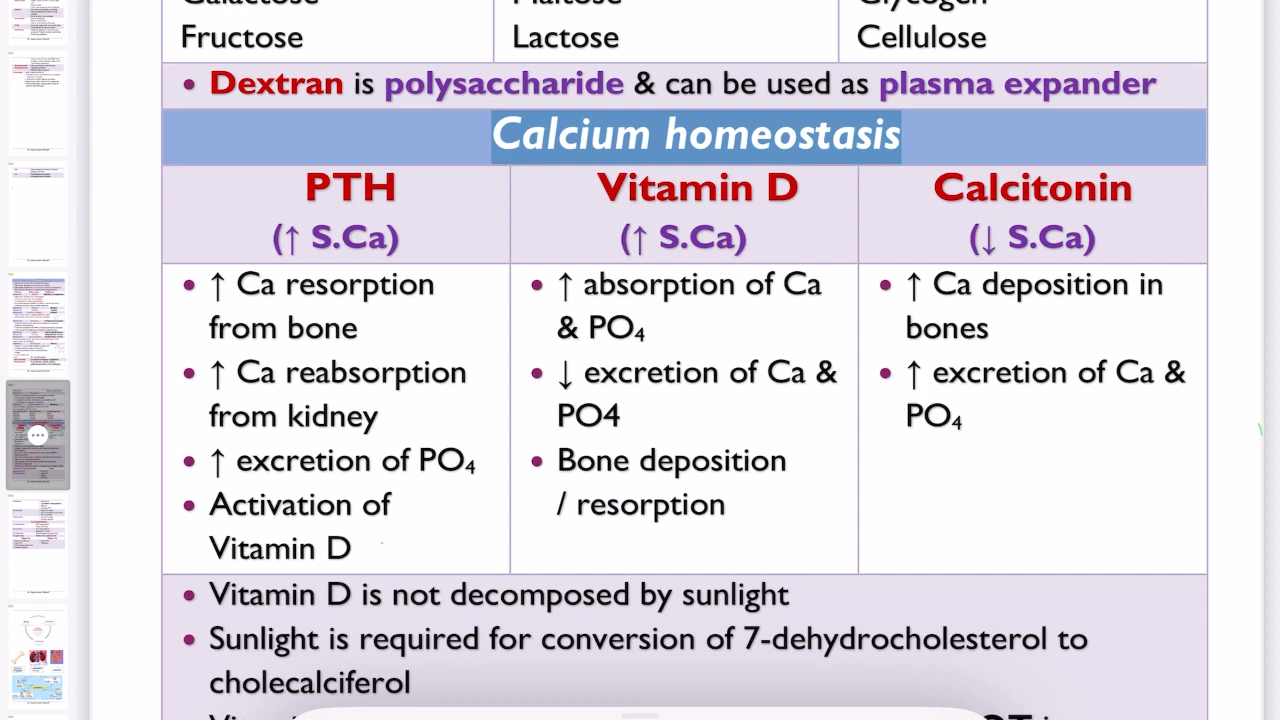 Galactose Maltose Glycogen
Fructose Lactose Cellulose
• Dextran is polysaccharide & can be used as plasma expander
Calcium homeostasis
PTH
(↑ S.Ca)
• ↑ Ca resorption
from bone
• ↑ Ca reabsorption
from kidney
• ↑ excretion of PO₄
• Activation of
Vitamin D
Vitamin D
(↑ S.Ca)
• ↑ absorption of Ca
& PO₄
• ↓ excretion of Ca &
PO4
• Bone deposition
/ resorption
Calcitonin
(↓ S.Ca)
• ↑ Ca deposition in
bones
• ↑ excretion of Ca &
PO₄
• Vitamin D is not decomposed by sunlight
• Sunlight is required for conversion of 7-dehydrocholesterol to
cholecalciferol